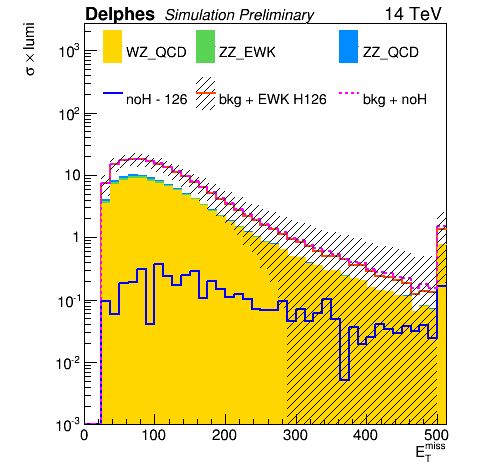 Delphes Simulation Preliminary 14 TeV
σ × lumi
WZ_QCD ZZ_EWK ZZ_QCD
noH - 126 bkg + EWK H126 bkg + noH
10³
10²
10
1
10⁻¹
10⁻²
10⁻³
0 100 200 300 400 500
E_T^miss